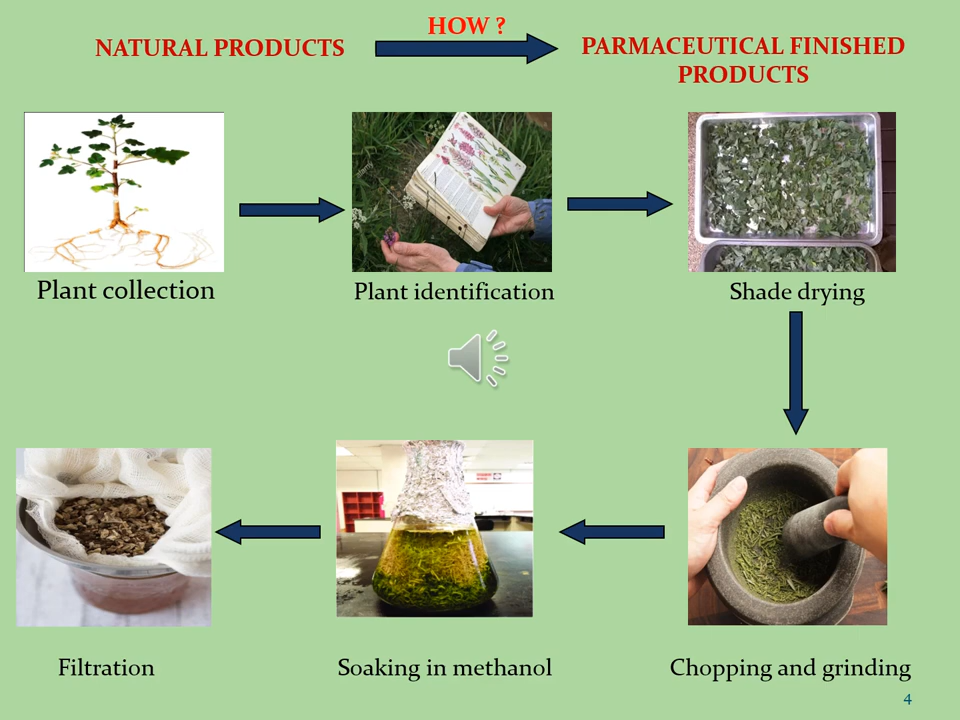 HOW ?
NATURAL PRODUCTS
PARMACEUTICAL FINISHED
PRODUCTS
Plant collection
Plant identification
Shade drying
Filtration
Soaking in methanol
Chopping and grinding
4